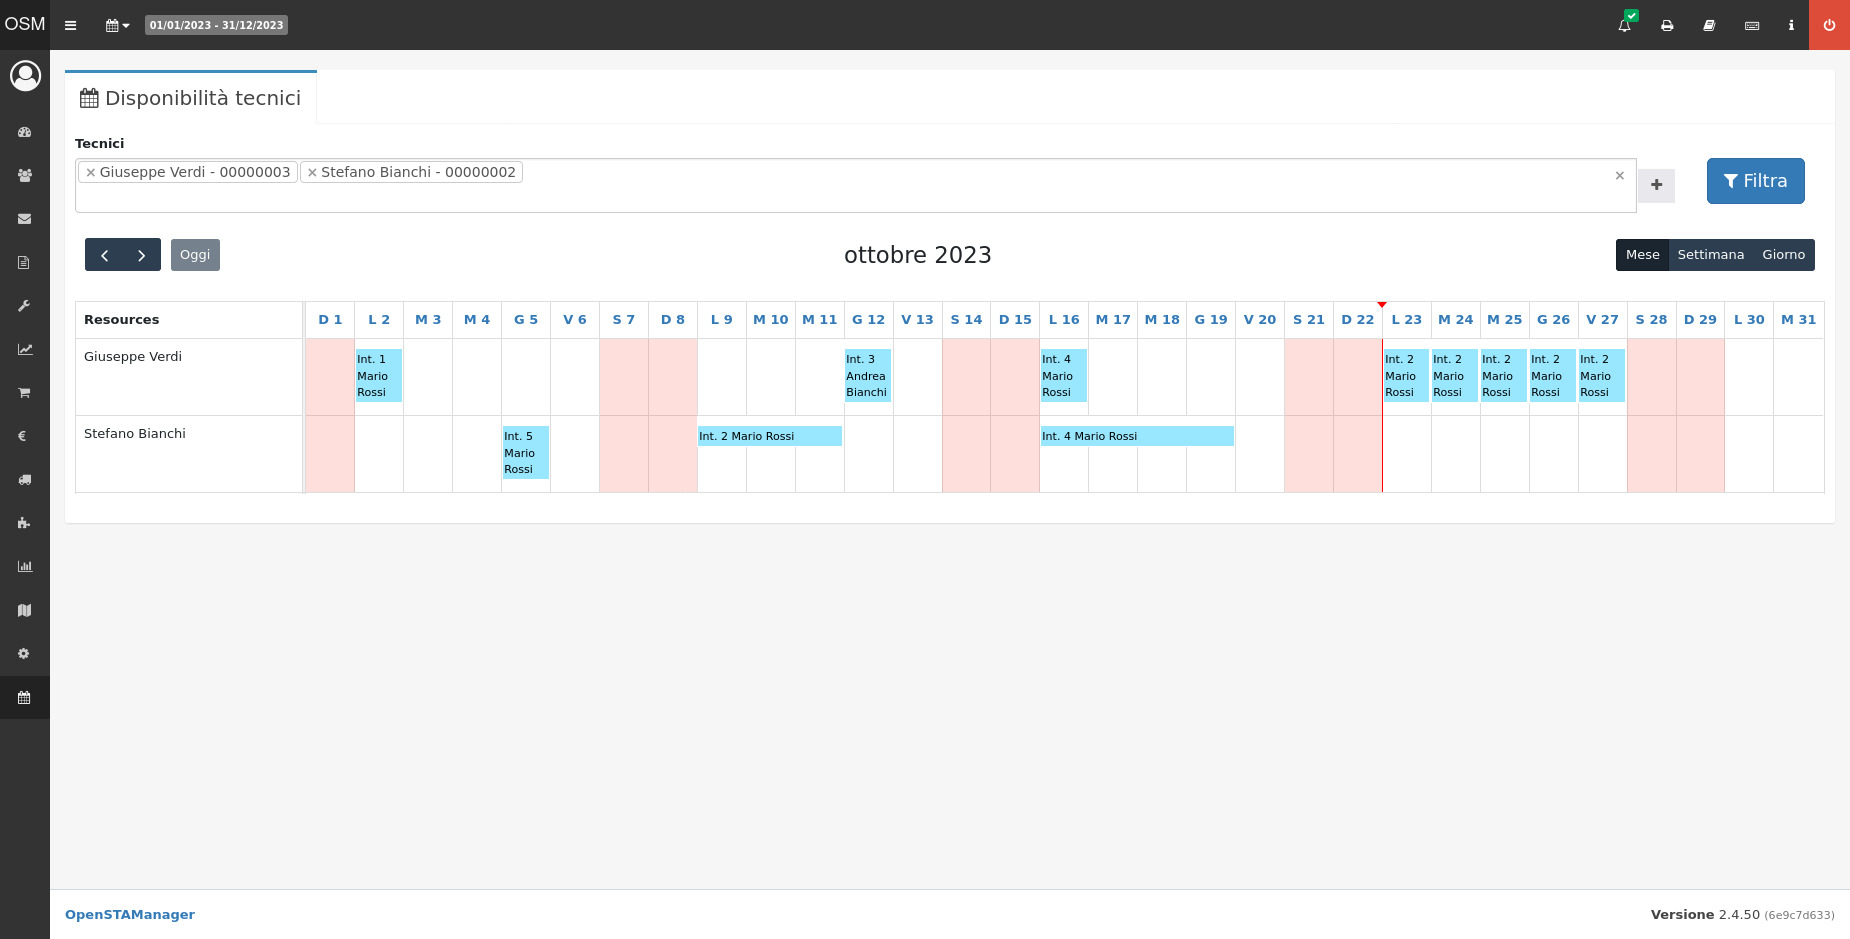 OSM
01/01/2023 - 31/12/2023
Disponibilità tecnici
Tecnici
× Giuseppe Verdi - 00000003 × Stefano Bianchi - 00000002 ×
+
Filtra
Oggi
ottobre 2023
Mese Settimana Giorno
Resources D 1 L 2 M 3 M 4 G 5 V 6 S 7 D 8 L 9 M 10 M 11 G 12 V 13 S 14 D 15 L 16 M 17 M 18 G 19 V 20 S 21 D 22 L 23 M 24 M 25 G 26 V 27 S 28 D 29 L 30 M 31
Giuseppe Verdi
Int. 1
Mario
Rossi
Int. 3
Andrea
Bianchi
Int. 4
Mario
Rossi
Int. 2
Mario
Rossi
Int. 2
Mario
Rossi
Int. 2
Mario
Rossi
Int. 2
Mario
Rossi
Int. 2
Mario
Rossi
Stefano Bianchi
Int. 5
Mario
Rossi
Int. 2 Mario Rossi
Int. 4 Mario Rossi
OpenSTAManager
Versione 2.4.50 (6e9c7d633)